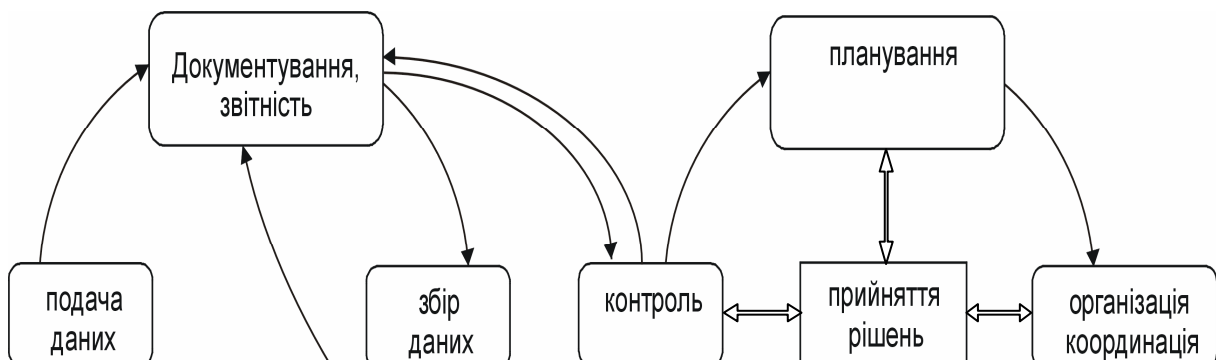 Документування,
звітність
планування
подача
даних
збір
даних
контроль
прийняття
рішень
організація
координація